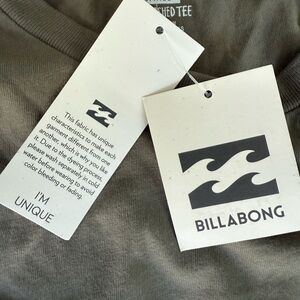 HED TEE
This fabric has unique
characteristics to make each
garment different from one
another, which is why you like
it. Due to the dyeing process,
please wash separately in cold
water before wearing to avoid
color bleeding or fading.
I'M
UNIQUE
BILLABONG